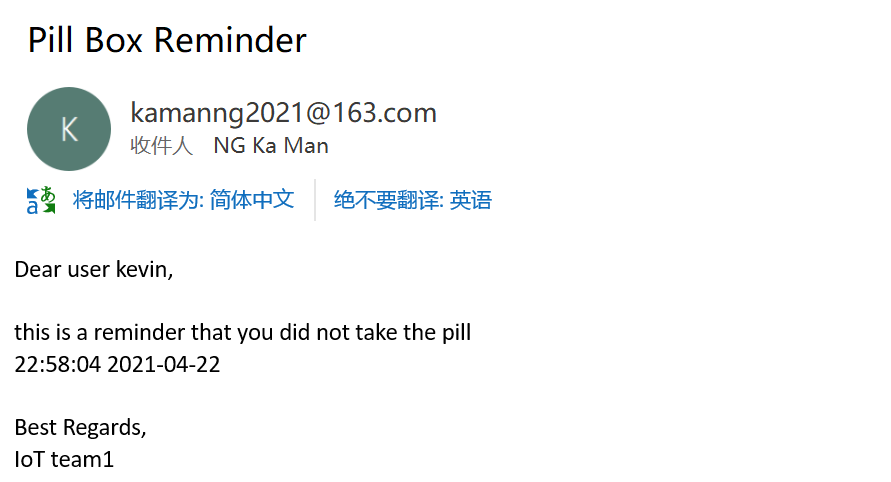 Pill Box Reminder
K
kamanng2021@163.com
收件人 NG Ka Man
将邮件翻译为: 简体中文 绝不要翻译: 英语
Dear user kevin,
this is a reminder that you did not take the pill
22:58:04 2021-04-22
Best Regards,
IoT team1